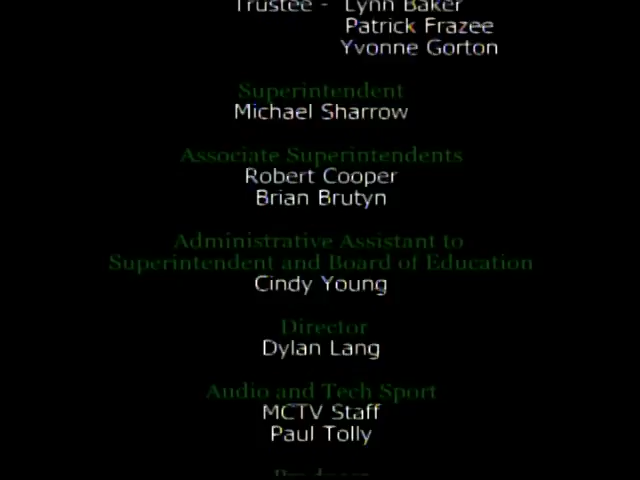 Trustee - Lynn Baker
Patrick Frazee
Yvonne Gorton
Superintendent
Michael Sharrow
Associate Superintendents
Robert Cooper
Brian Brutyn
Administrative Assistant to
Superintendent and Board of Education
Cindy Young
Director
Dylan Lang
Audio and Tech Sport
MCTV Staff
Paul Tolly